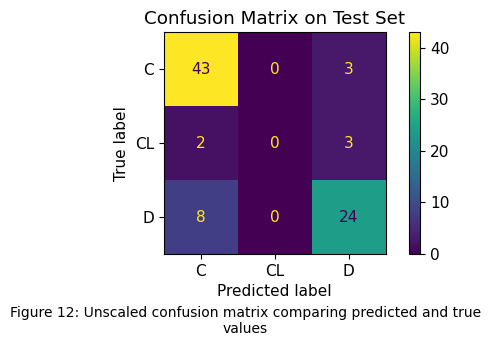 Confusion Matrix on Test Set
C 43 0 3
CL 2 0 3
D 8 0 24
C CL D
Predicted label
True label
40
30
20
10
0
Figure 12: Unscaled confusion matrix comparing predicted and true
values